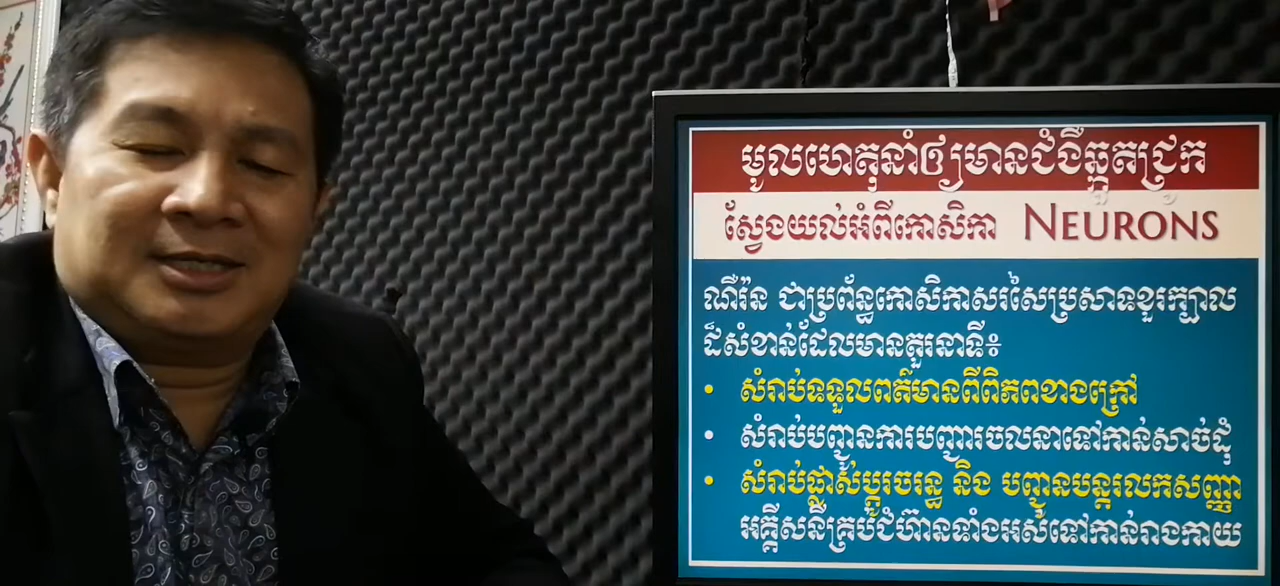 មូលហេតុនាំឲ្យមានជំងឺឆ្កួតជ្រូក
ស្វែងយល់អំពីកោសិកា NEURONS
ណឺរ៉ន ជាប្រព័ន្ធកោសិកាសរសៃប្រសាទខួរក្បាល
ដ៏សំខាន់ដែលមានតួរនាទី៖
• សំរាប់ទទួលពត៌មានពីពិភពខាងក្រៅ
• សំរាប់បញ្ជូនការបញ្ជារចលនាទៅកាន់សាច់ដុំ
• សំរាប់ផ្លាស់ប្តូរចរន្ធ និង បញ្ជូនបន្តរលកសញ្ញា
អគ្គីសនីគ្រប់ជំហ៊ានទាំងអស់ទៅកាន់រាងកាយ